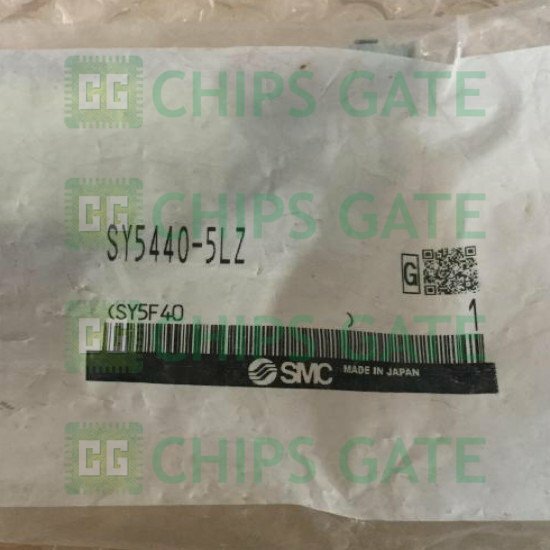 CG CHIPS GATE
CG CHIPS GATE
SY5440-5LZ
G
CG CHIPS GATE
(SY5F40 ) 1
SMC MADE IN JAPAN
CG CHIPS GATE